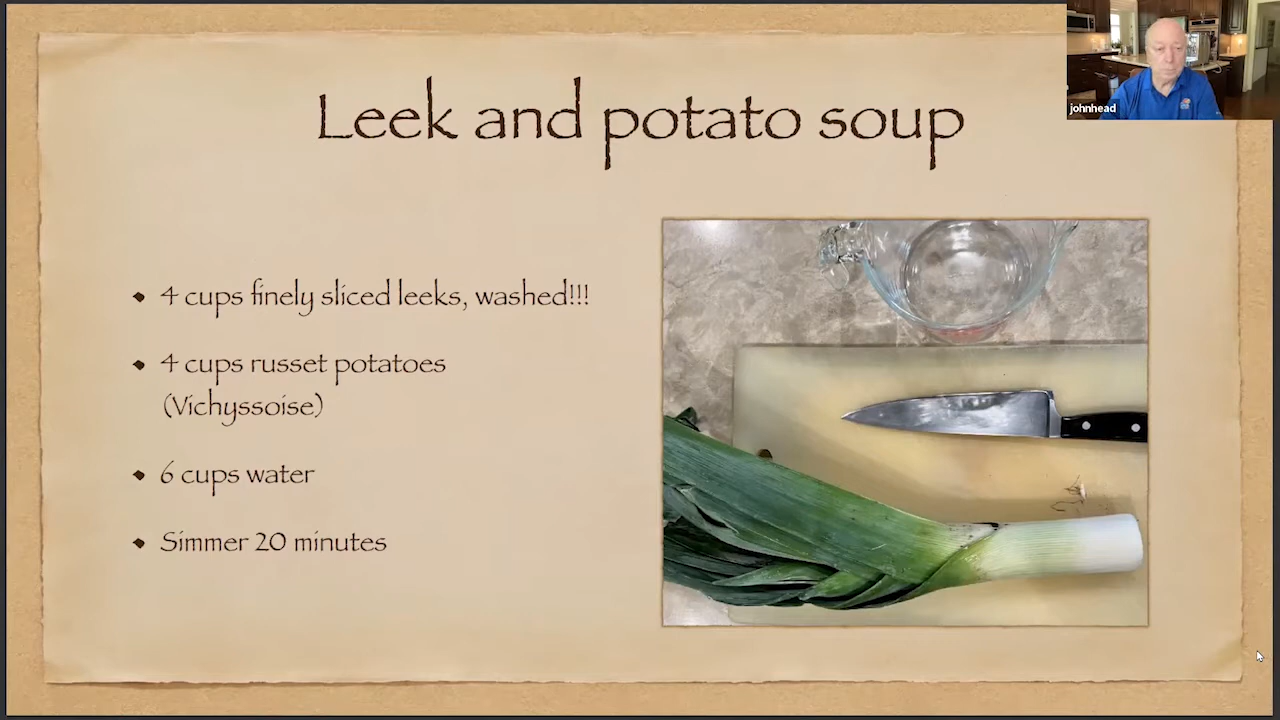 Leek and potato soup
johnhead
4 cups finely sliced leeks, washed!!!
4 cups russet potatoes
(Vichyssoise)
6 cups water
Simmer 20 minutes